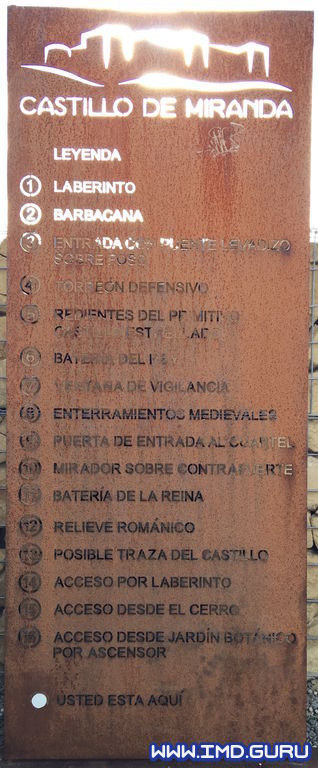 CASTILLO DE MIRANDA
LEYENDA
1 LABERINTO
2 BARBACANA
3 ENTRADA CON PUENTE LEVADIZO
SOBRE FOSO
4 TORREÓN DEFENSIVO
5 REDIENTES DEL PRIMITIVO
CASTILLO ESTRELLADO
6 BATERÍA DEL REY
7 VENTANA DE VIGILANCIA
8 ENTERRAMIENTOS MEDIEVALES
9 PUERTA DE ENTRADA AL CUARTEL
10 MIRADOR SOBRE CONTRAFUERTE
11 BATERÍA DE LA REINA
12 RELIEVE ROMÁNICO
13 POSIBLE TRAZA DEL CASTILLO
14 ACCESO POR LABERINTO
15 ACCESO DESDE EL CERRO
16 ACCESO DESDE JARDÍN BOTÁNICO
POR ASCENSOR
USTED ESTA AQUÍ
WWW.IMD.GURU